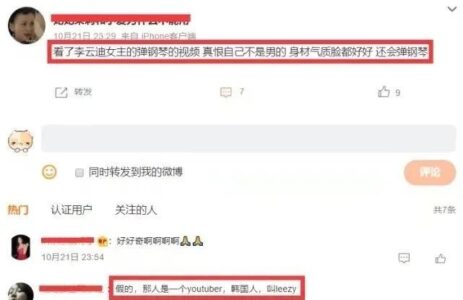 10月21日 23:29 来自 iPhone客户端
看了李云迪女主的弹钢琴的视频 真恨自己不是男的 身材气质脸都好好 还会弹钢琴
转发
7
9
同时转发到我的微博
评论
热门 认证用户 关注的人 共7条
：好好奇啊啊啊啊🙏🙏
10月21日 23:54
假的，那人是一个youtuber，韩国人，叫leezy